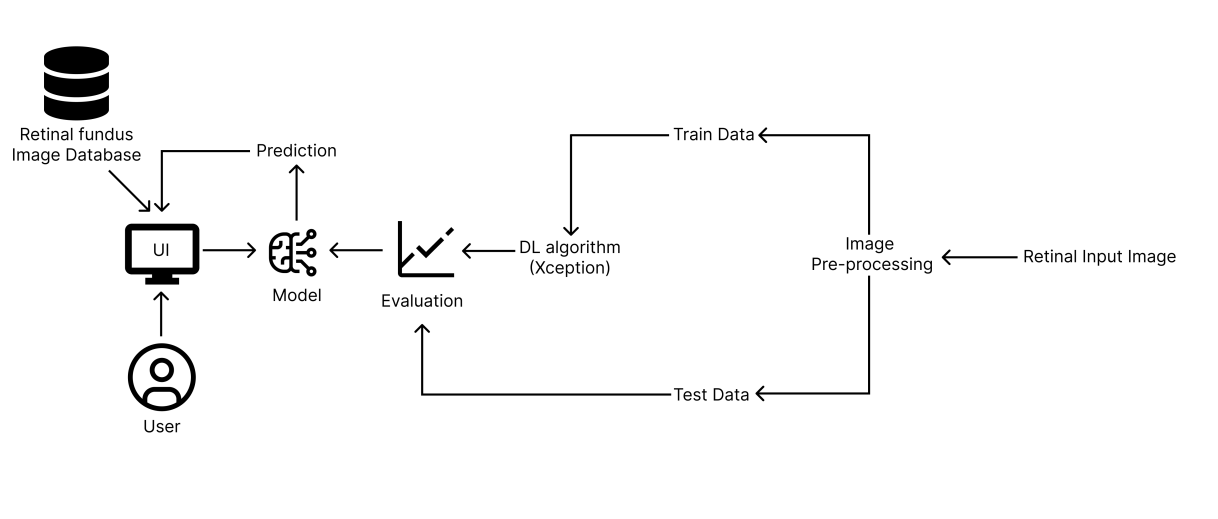 Retinal fundus
Image Database
Prediction
Train Data
UI
Model
Evaluation
DL algorithm
(Xception)
Image
Pre-processing
Retinal Input Image
Test Data
User